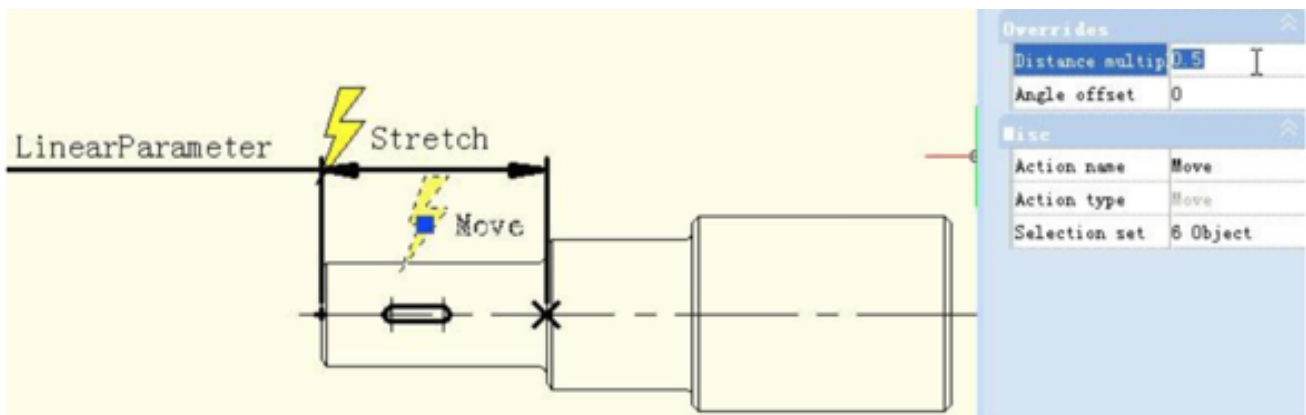 LinearParameter
Stretch
Move
Overrides
Distance multip 0.5
Angle offset 0
Misc
Action name Move
Action type Move
Selection set 6 Object